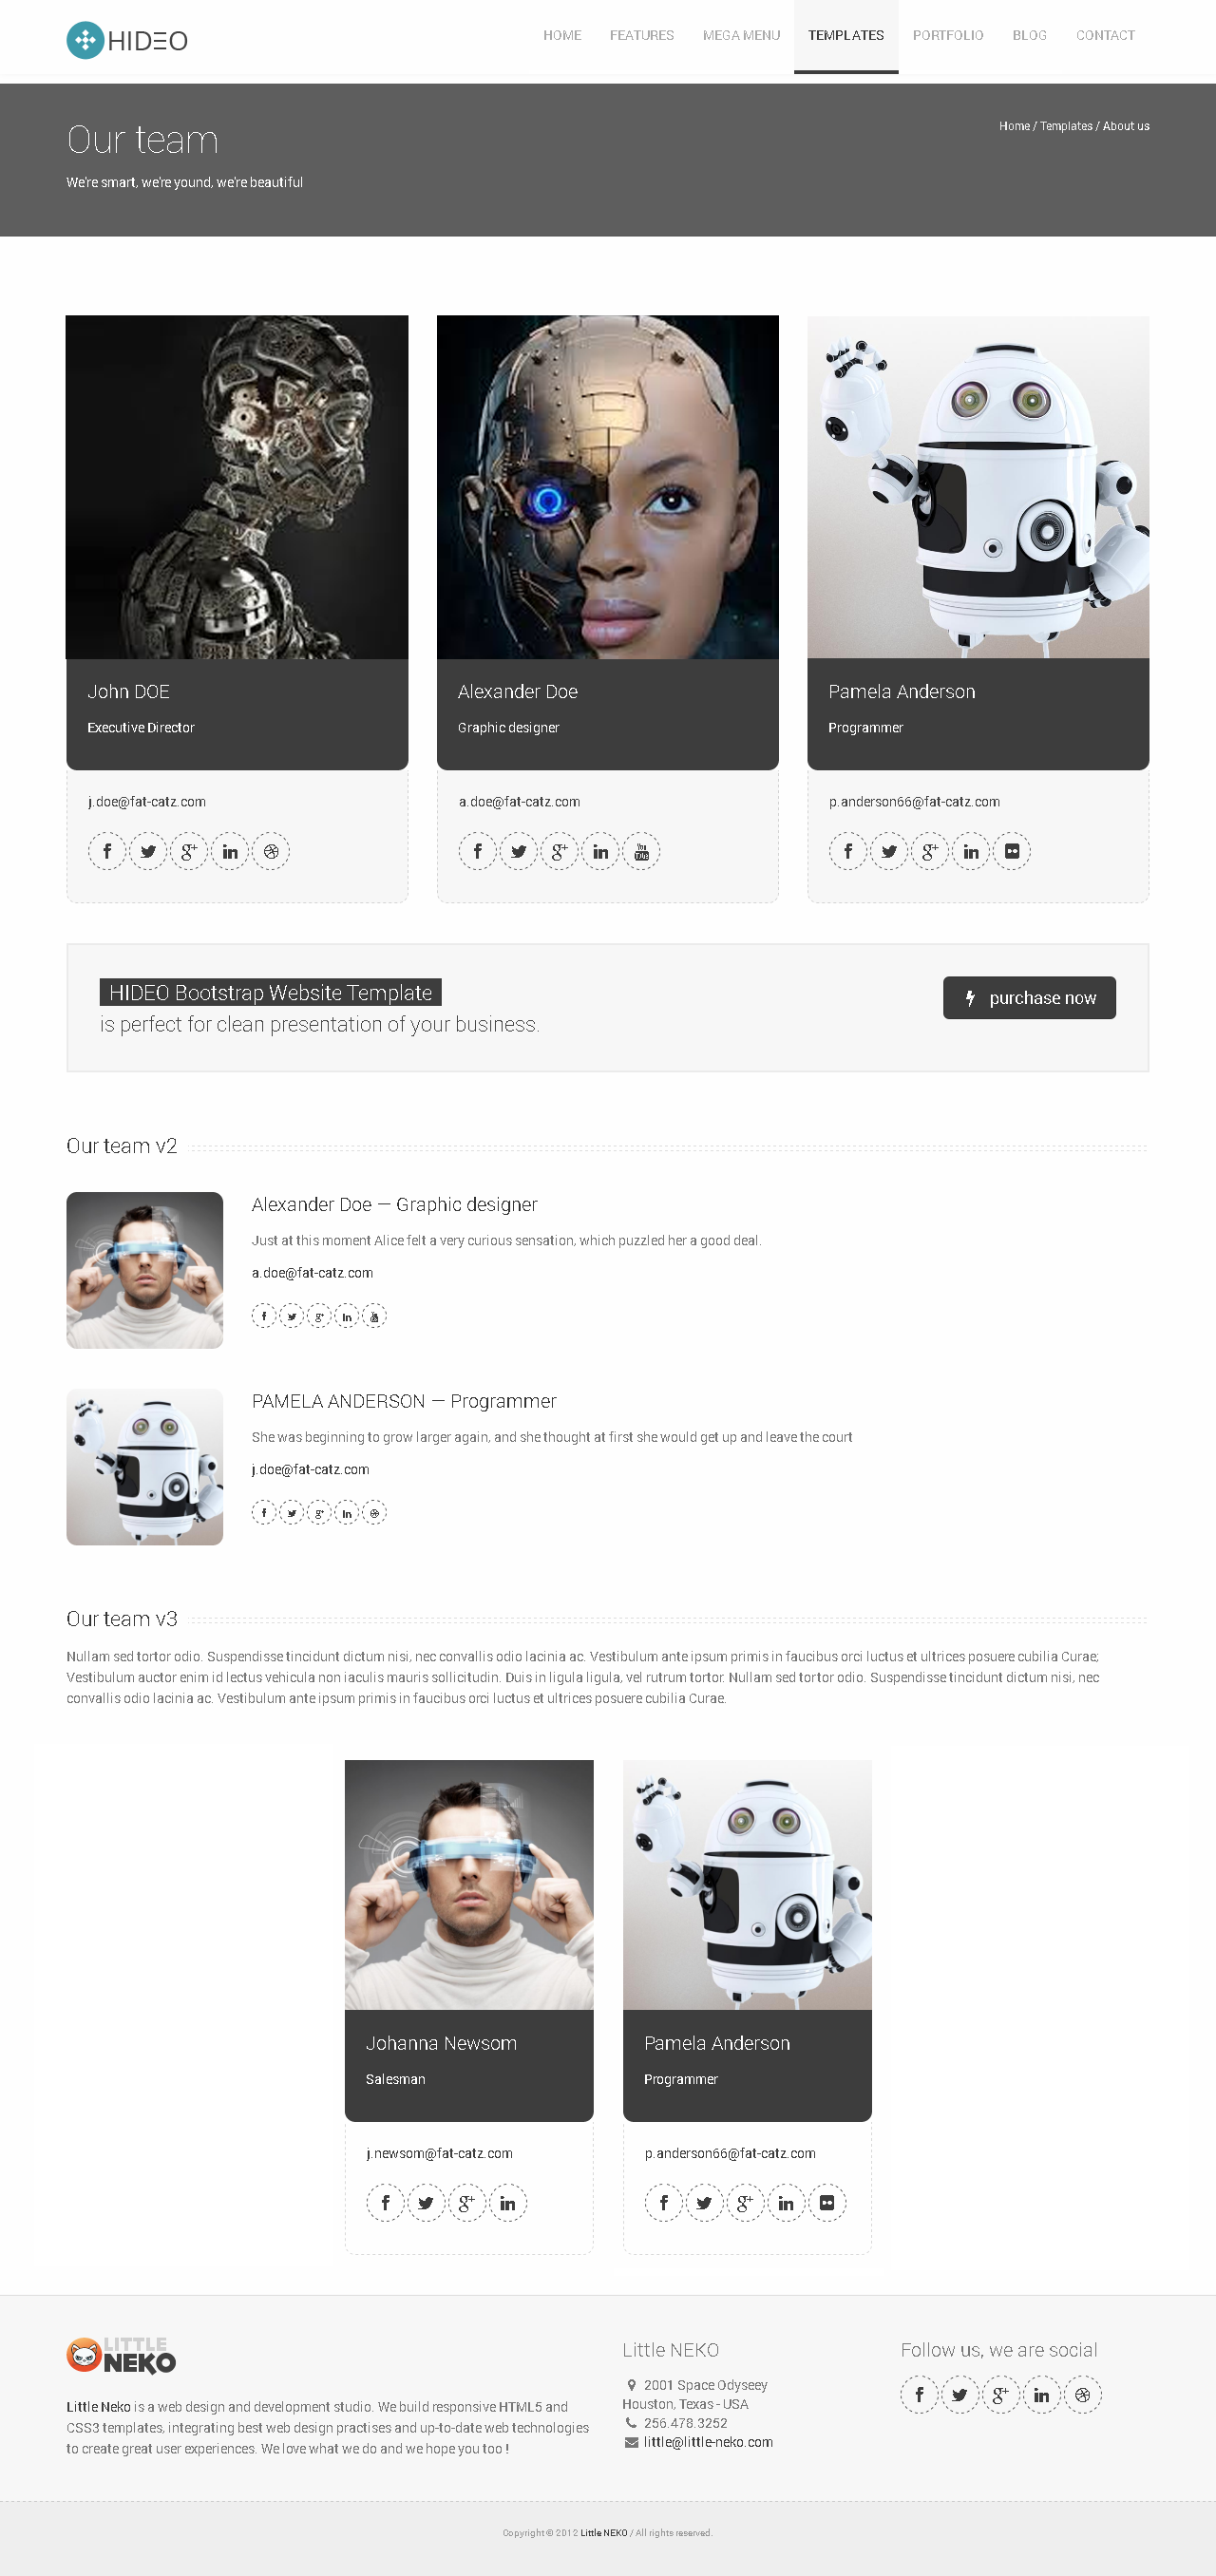 HIDEO
HOME FEATURES MEGA MENU TEMPLATES PORTFOLIO BLOG CONTACT
Our team
Home / Templates / About us
We're smart, we're yound, we're beautiful
John DOE
Executive Director
j.doe@fat-catz.com
Alexander Doe
Graphic designer
a.doe@fat-catz.com
Pamela Anderson
Programmer
p.anderson66@fat-catz.com
HIDEO Bootstrap Website Template
is perfect for clean presentation of your business.
purchase now
Our team v2
Alexander Doe — Graphic designer
Just at this moment Alice felt a very curious sensation, which puzzled her a good deal.
a.doe@fat-catz.com
PAMELA ANDERSON — Programmer
She was beginning to grow larger again, and she thought at first she would get up and leave the court
j.doe@fat-catz.com
Our team v3
Nullam sed tortor odio. Suspendisse tincidunt dictum nisi, nec convallis odio lacinia ac. Vestibulum ante ipsum primis in faucibus orci luctus et ultrices posuere cubilia Curae;
Vestibulum auctor enim id lectus vehicula non iaculis mauris sollicitudin. Duis in ligula ligula, vel rutrum tortor. Nullam sed tortor odio. Suspendisse tincidunt dictum nisi, nec
convallis odio lacinia ac. Vestibulum ante ipsum primis in faucibus orci luctus et ultrices posuere cubilia Curae.
Johanna Newsom
Salesman
j.newsom@fat-catz.com
Pamela Anderson
Programmer
p.anderson66@fat-catz.com
LITTLE
NEKO
Little Neko is a web design and development studio. We build responsive HTML5 and
CSS3 templates, integrating best web design practises and up-to-date web technologies
to create great user experiences. We love what we do and we hope you too !
Little NEKO
2001 Space Odyseey
Houston, Texas - USA
256.478.3252
little@little-neko.com
Follow us, we are social
Copyright © 2012 Little NEKO / All rights reserved.